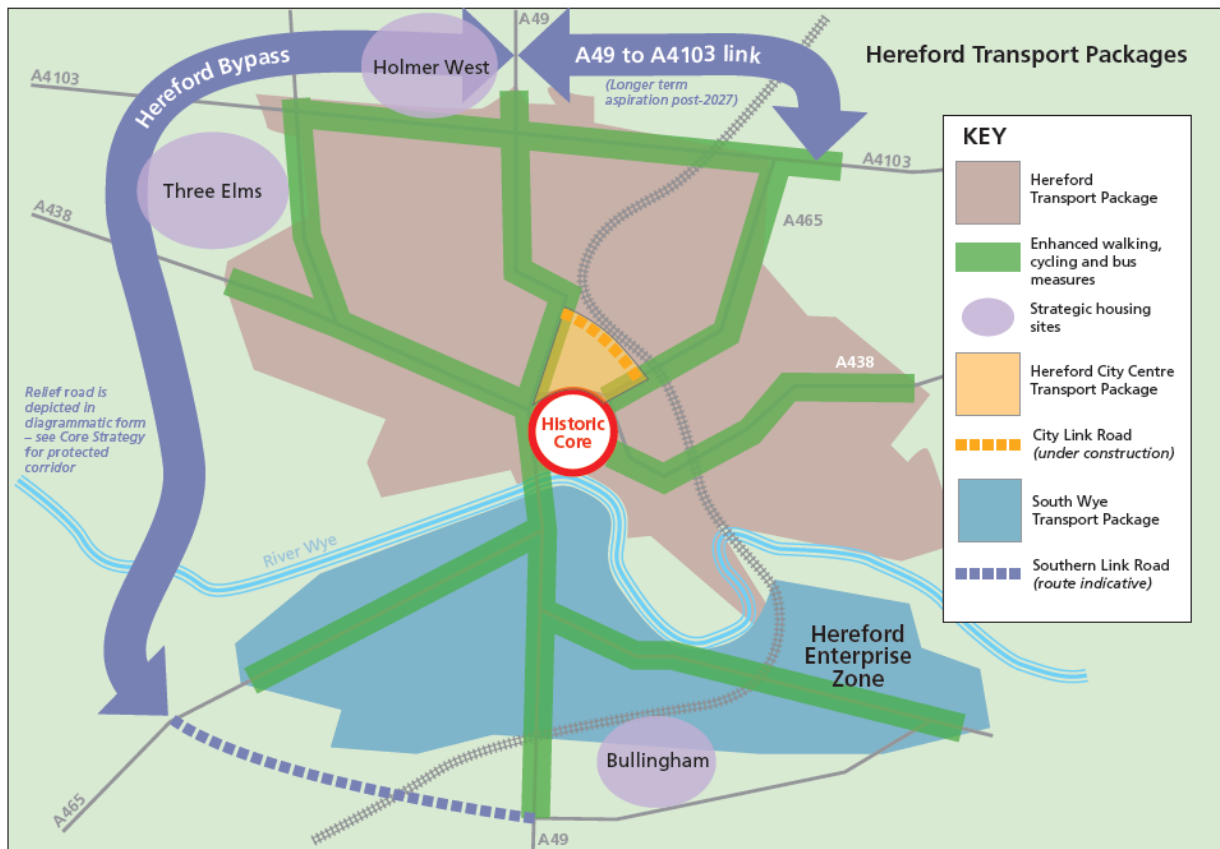 A49
Hereford Transport Packages
A49 to A4103 link
(Longer term
aspiration post-2027)
Hereford Bypass
Holmer West
A4103
A4103
Three Elms
A438
A465
A438
Relief road is
depicted in
diagrammatic form
– see Core Strategy
for protected
corridor
Historic
Core
River Wye
Hereford
Enterprise
Zone
Bullingham
A465
A49
KEY
Hereford
Transport Package
Enhanced walking,
cycling and bus
measures
Strategic housing
sites
Hereford City Centre
Transport Package
City Link Road
(under construction)
South Wye
Transport Package
Southern Link Road
(route indicative)